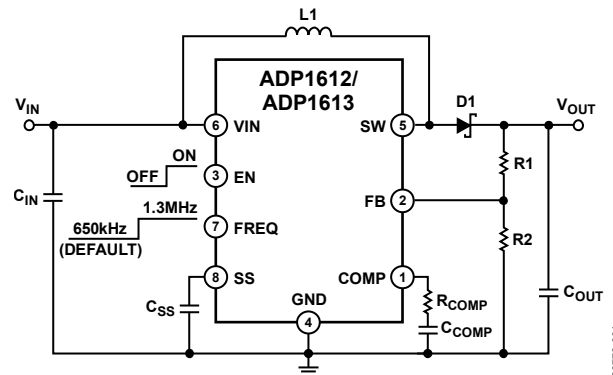 L1
ADP1612/
ADP1613
VIN
VOUT
D1
6 VIN
SW 5
ON
OFF
3 EN
R1
CIN
1.3MHz
650kHz
(DEFAULT)
7 FREQ
FB 2
R2
8 SS
COMP 1
CSS
GND
4
RCOMP
CCOMP
COUT